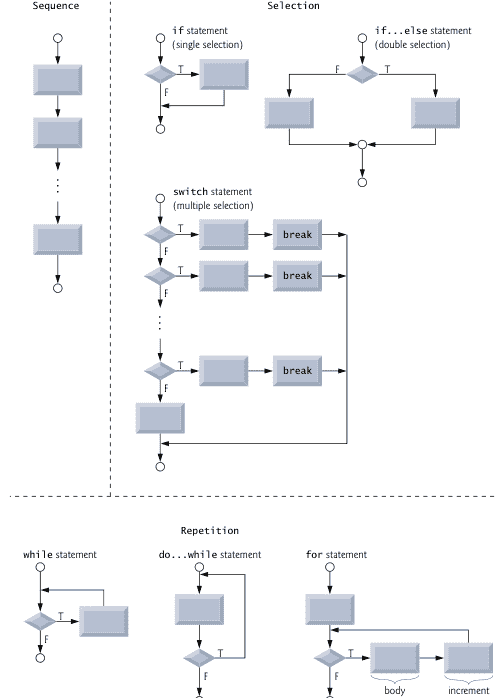 Sequence
Selection
if statement
(single selection)
T
F
if...else statement
(double selection)
F
T
switch statement
(multiple selection)
T
break
F
T
break
F
T
break
F
Repetition
while statement
T
F
do...while statement
T
F
for statement
T
F
body
increment